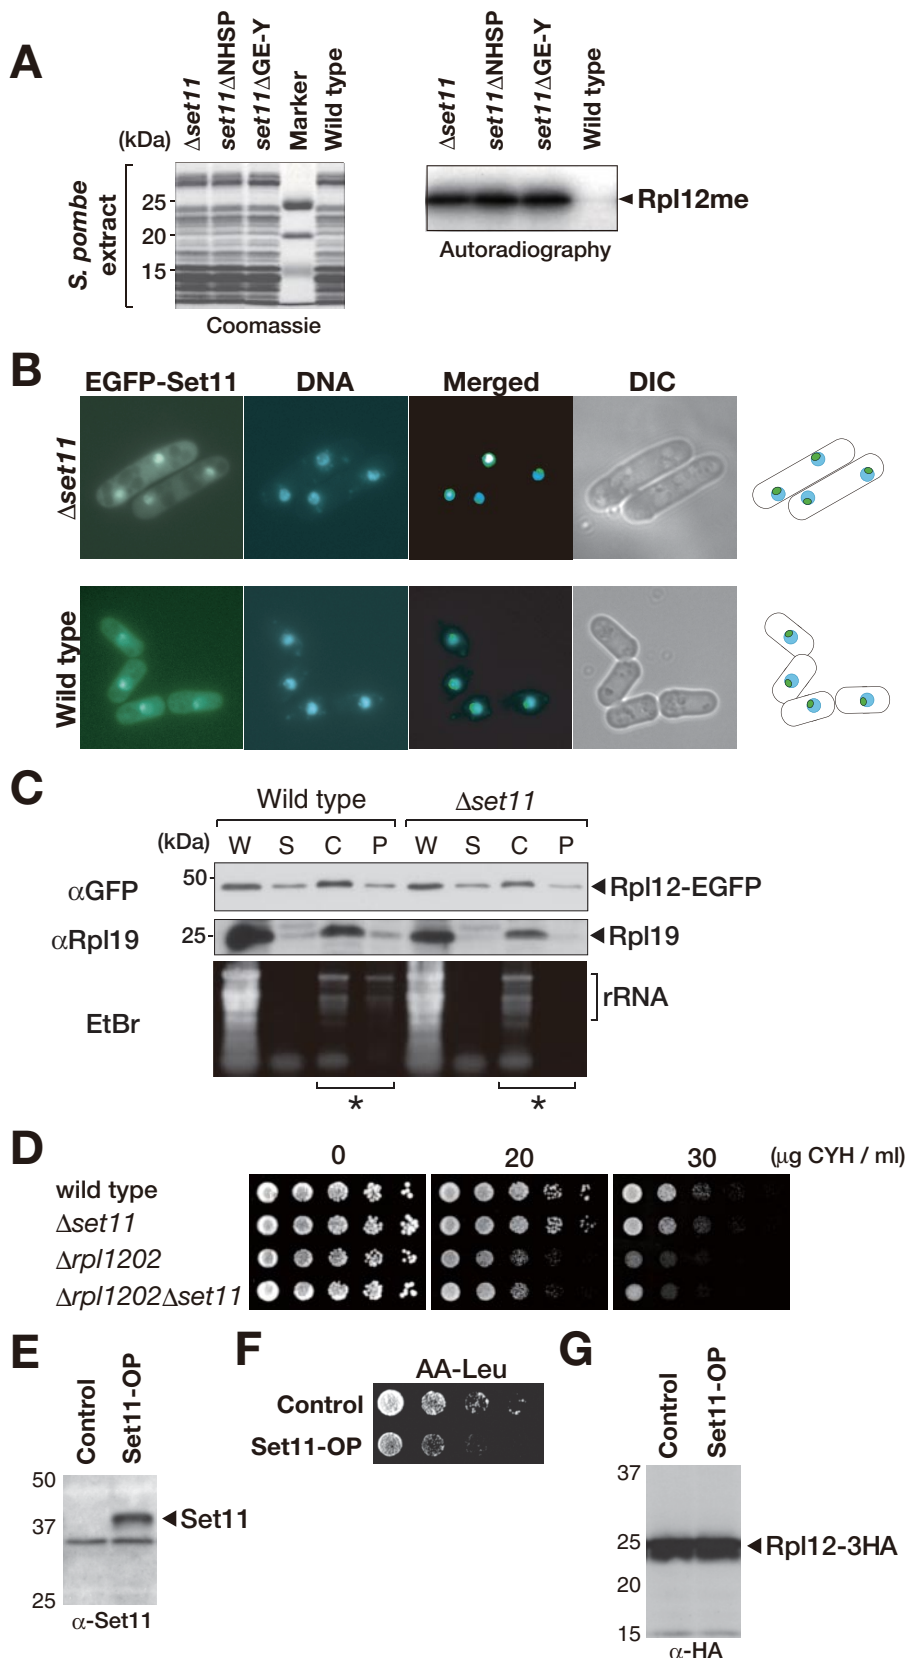 A
Δset11
set11ΔNHSP
set11ΔGE-Y
Marker
Wild type
(kDa)
S. pombe
extract
25
20
15
Coomassie
Δset11
set11ΔNHSP
set11ΔGE-Y
Wild type
Rpl12me
Autoradiography
B
EGFP-Set11 DNA Merged DIC
Δset11
Wild type
C
Wild type Δset11
(kDa) W S C P W S C P
αGFP 50 Rpl12-EGFP
αRpl19 25 Rpl19
EtBr rRNA
* *
D
0 20 30 (μg CYH / ml)
wild type
Δset11
Δrpl1202
Δrpl1202Δset11
E
Control
Set11-OP
50
37
25
Set11
α-Set11
F
AA-Leu
Control
Set11-OP
G
Control
Set11-OP
37
25
20
15
Rpl12-3HA
α-HA